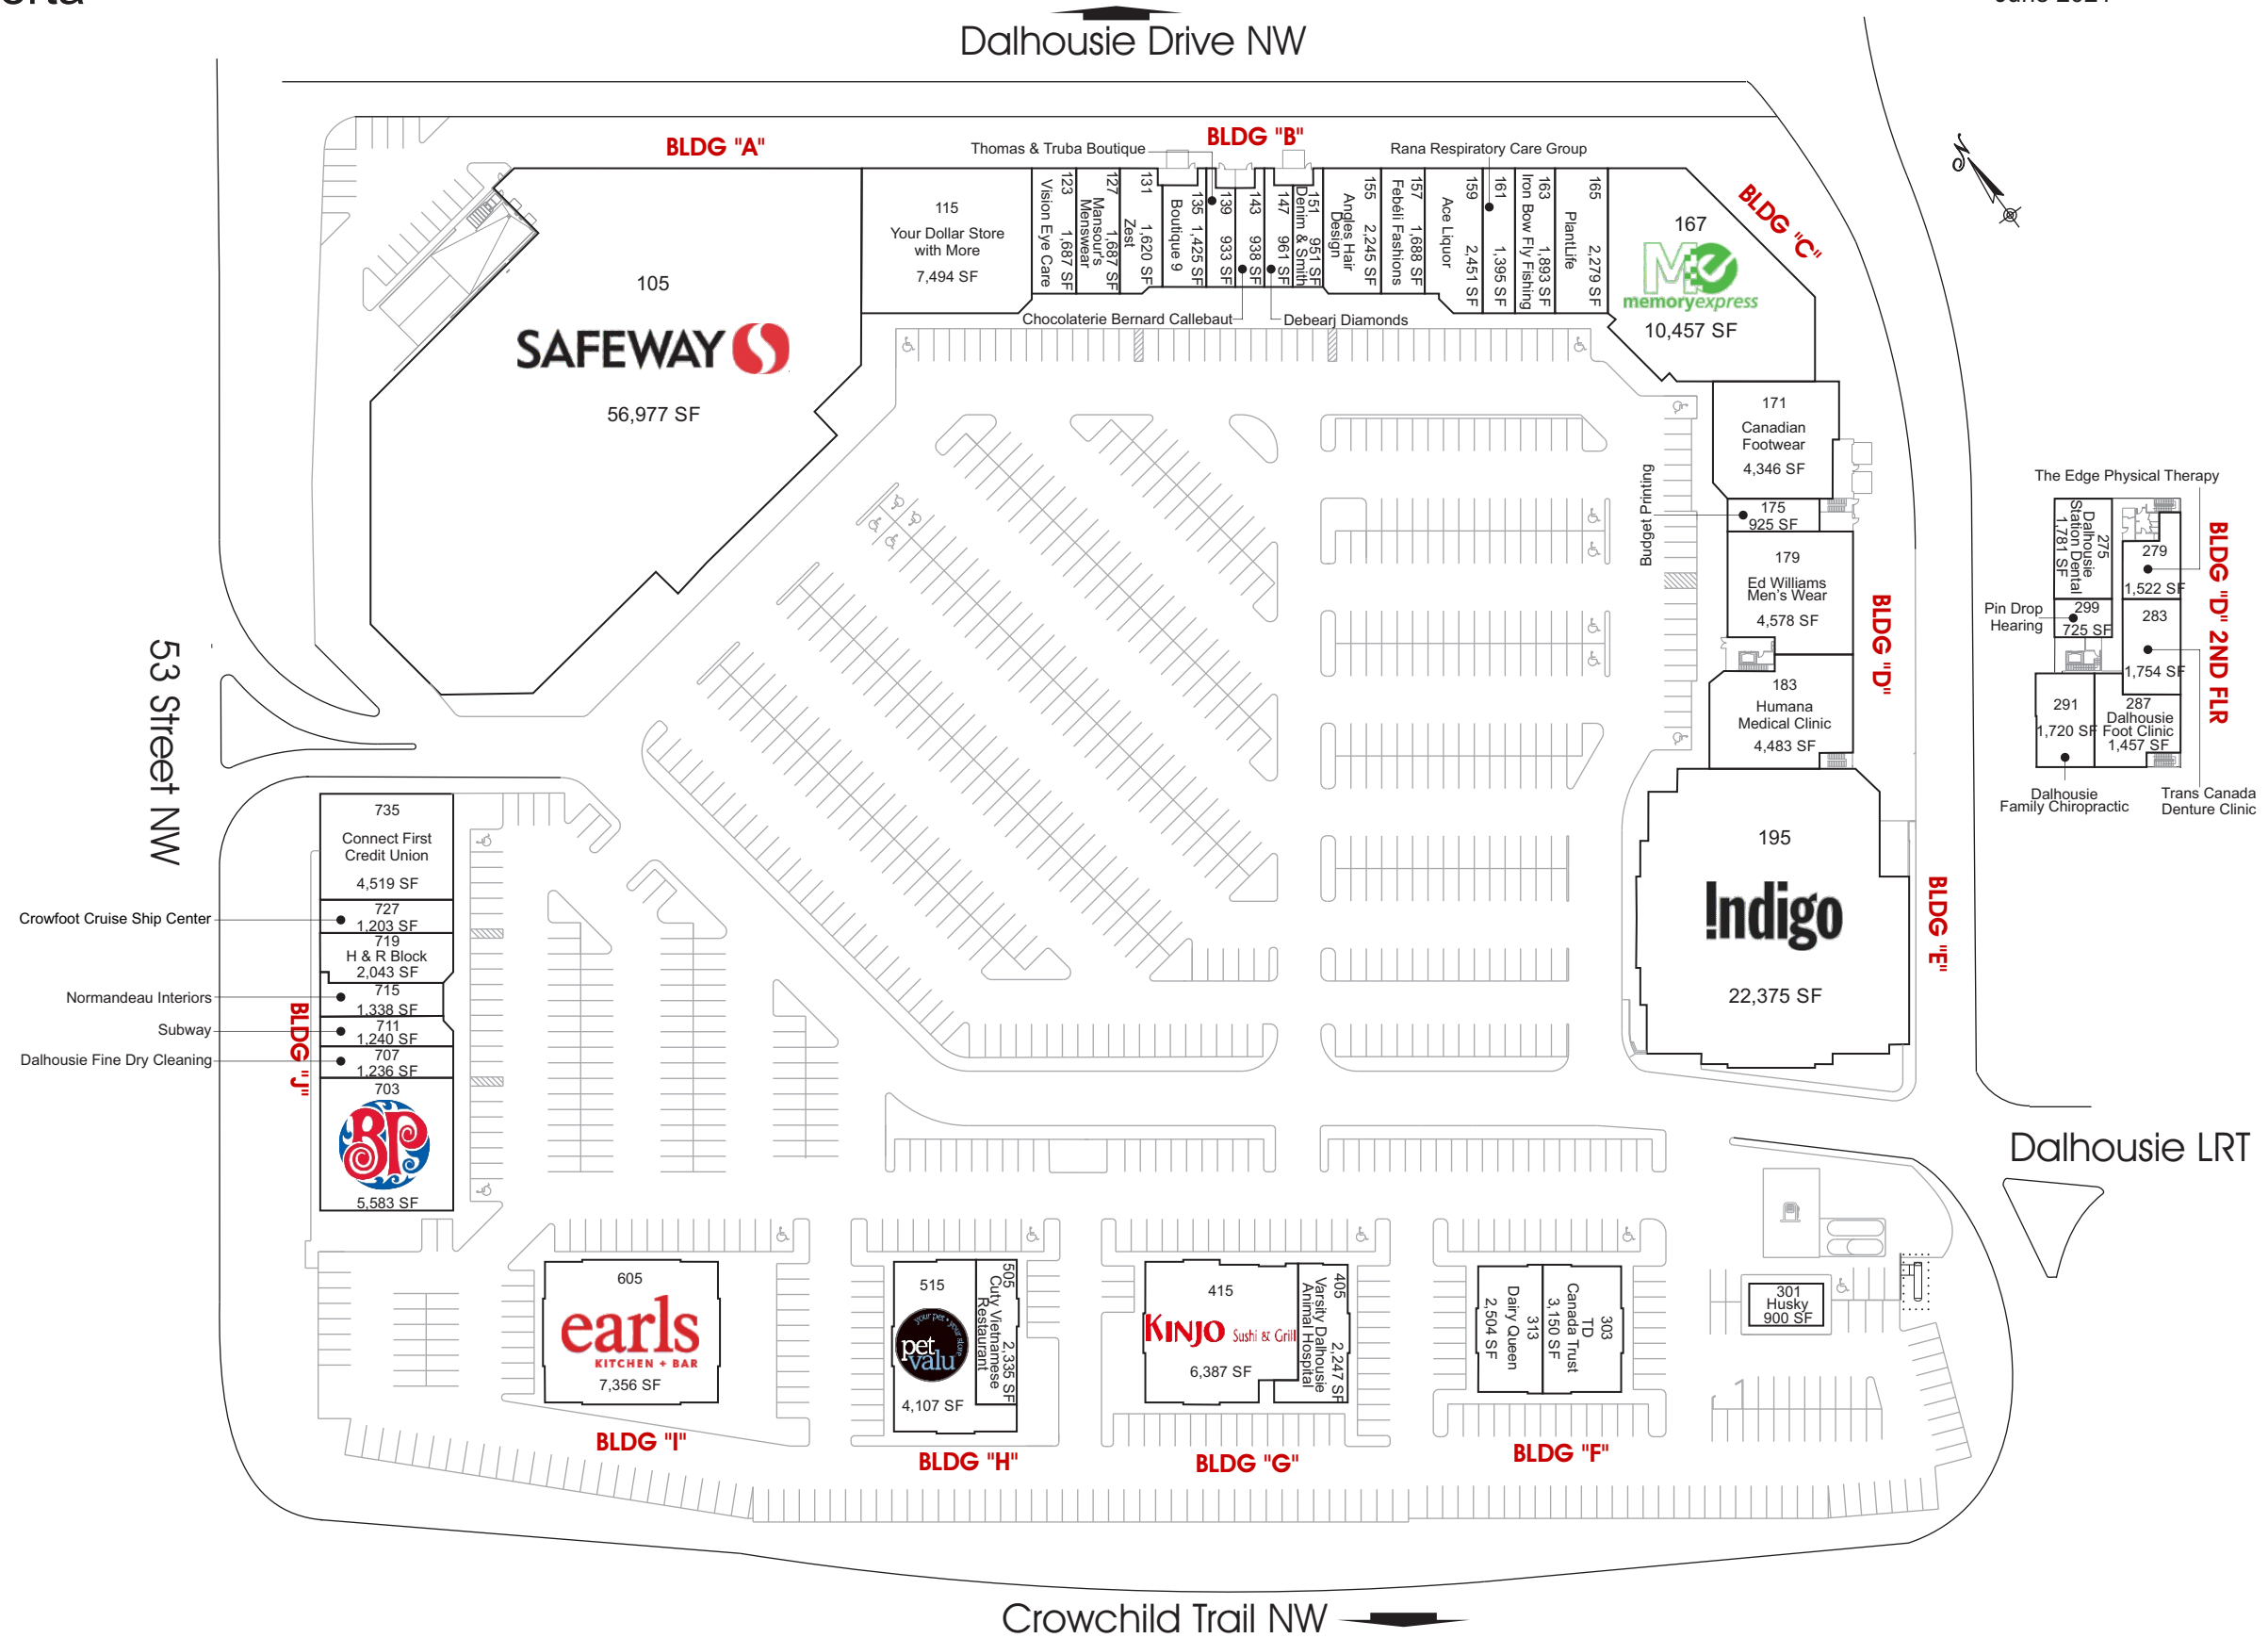 Dalhousie Drive NW
BLDG "A"
Thomas & Truba Boutique
BLDG "B"
Rana Respiratory Care Group
BLDG "C"
N
105
SAFEWAY
56,977 SF
115
Your Dollar Store
with More
7,494 SF
123 1,687 SF
Vision Eye Care
127 1,687 SF
Mansour's
Menswear
131 1,620 SF
Zest
135 1,425 SF
Boutique 9
139 933 SF
143 938 SF
147 961 SF
151 951 SF
Denim & Smith
155 2,245 SF
Angles Hair
Design
157 1,688 SF
Febéli Fashions
159 2,451 SF
Ace Liquor
161 1,395 SF
163 1,893 SF
Iron Bow Fly Fishing
165 2,279 SF
PlantLife
167
ME
memoryexpress
10,457 SF
Chocolaterie Bernard Callebaut
Debearj Diamonds
171
Canadian
Footwear
4,346 SF
Budget Printing
175
925 SF
179
Ed Williams
Men's Wear
4,578 SF
183
Humana
Medical Clinic
4,483 SF
BLDG "D"
The Edge Physical Therapy
275
Dalhousie
Station Dental
1,781 SF
279
1,522 SF
Pin Drop
Hearing
299
725 SF
283
1,754 SF
291
1,720 SF
287
Dalhousie
Foot Clinic
1,457 SF
Dalhousie
Family Chiropractic
Trans Canada
Denture Clinic
BLDG "D" 2ND FLR
195
!ndigo
22,375 SF
BLDG "E"
53 Street NW
735
Connect First
Credit Union
4,519 SF
Crowfoot Cruise Ship Center
727
1,203 SF
719
H & R Block
2,043 SF
Normandeau Interiors
715
1,338 SF
Subway
711
1,240 SF
Dalhousie Fine Dry Cleaning
707
1,236 SF
703
BP
5,583 SF
BLDG "J"
Dalhousie LRT
605
earls
KITCHEN + BAR
7,356 SF
BLDG "I"
515
your pet • your store
pet
valu
4,107 SF
505 2,335 SF
Cuty Vietnamese
Restaurant
BLDG "H"
415
KINJO Sushi & Grill
6,387 SF
405 2,247 SF
Varsity Dalhousie
Animal Hospital
BLDG "G"
313
Dairy Queen
2,504 SF
303
TD
Canada Trust
3,150 SF
BLDG "F"
301
Husky
900 SF
Crowchild Trail NW